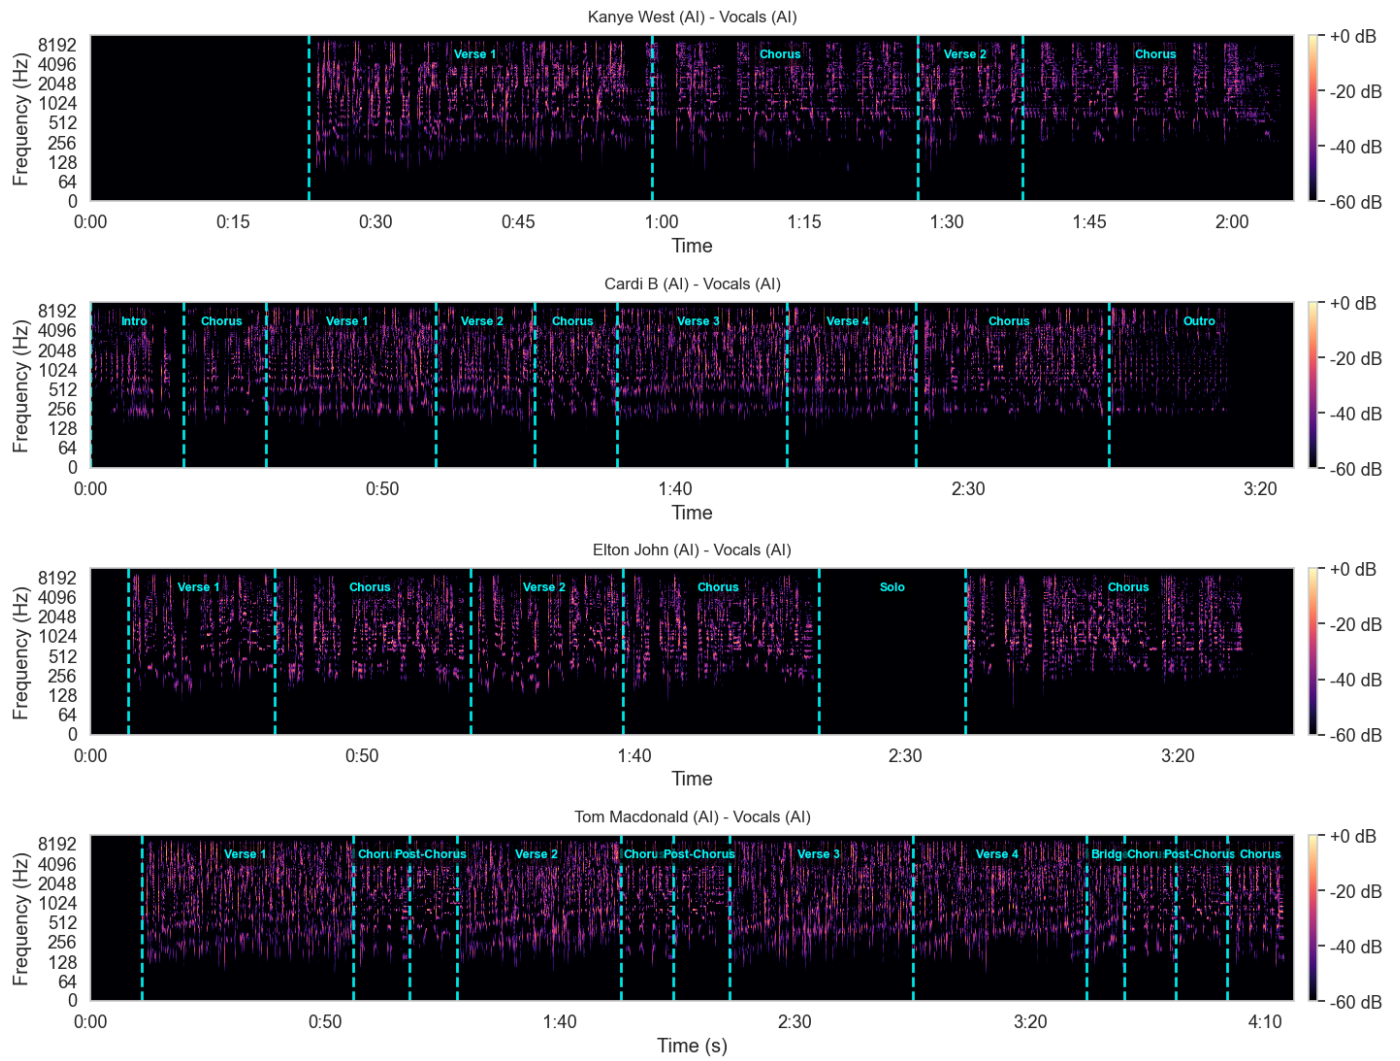 Kanye West (AI) - Vocals (AI)
Frequency (Hz)
8192
4096
2048
1024
512
256
128
64
0
Verse 1
Chorus
Verse 2
Chorus
+0 dB
-20 dB
-40 dB
-60 dB
0:00 0:15 0:30 0:45 1:00 1:15 1:30 1:45 2:00
Time
Cardi B (AI) - Vocals (AI)
Frequency (Hz)
8192
4096
2048
1024
512
256
128
64
0
Intro
Chorus
Verse 1
Verse 2
Chorus
Verse 3
Verse 4
Chorus
Outro
+0 dB
-20 dB
-40 dB
-60 dB
0:00 0:50 1:40 2:30 3:20
Time
Elton John (AI) - Vocals (AI)
Frequency (Hz)
8192
4096
2048
1024
512
256
128
64
0
Verse 1
Chorus
Verse 2
Chorus
Solo
Chorus
+0 dB
-20 dB
-40 dB
-60 dB
0:00 0:50 1:40 2:30 3:20
Time
Tom Macdonald (AI) - Vocals (AI)
Frequency (Hz)
8192
4096
2048
1024
512
256
128
64
0
Verse 1
Choru
Post-Chorus
Verse 2
Choru
Post-Chorus
Verse 3
Verse 4
Bridg
Choru
Post-Chorus
Chorus
+0 dB
-20 dB
-40 dB
-60 dB
0:00 0:50 1:40 2:30 3:20 4:10
Time (s)